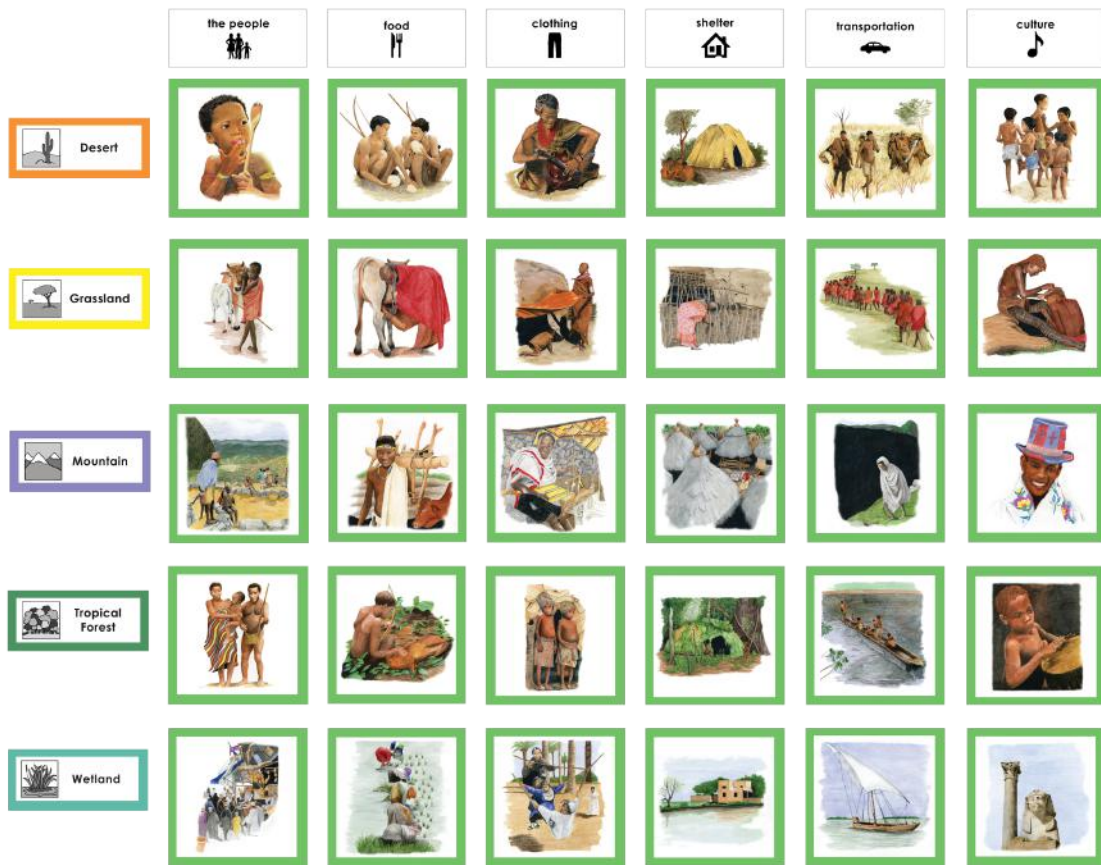 the people
food
clothing
shelter
transportation
culture
Desert
Grassland
Mountain
Tropical
Forest
Wetland